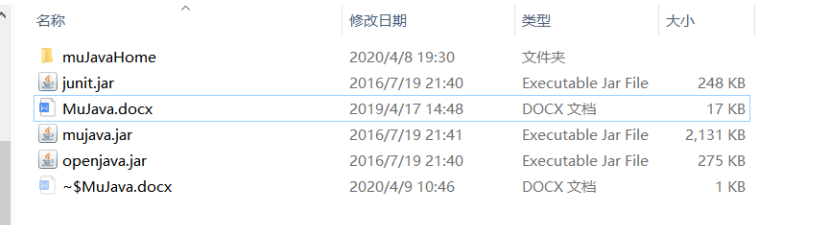 名称 修改日期 类型 大小
muJavaHome 2020/4/8 19:30 文件夹
junit.jar 2016/7/19 21:40 Executable Jar File 248 KB
MuJava.docx 2019/4/17 14:48 DOCX 文档 17 KB
mujava.jar 2016/7/19 21:41 Executable Jar File 2,131 KB
openjava.jar 2016/7/19 21:40 Executable Jar File 275 KB
~$MuJava.docx 2020/4/9 10:46 DOCX 文档 1 KB